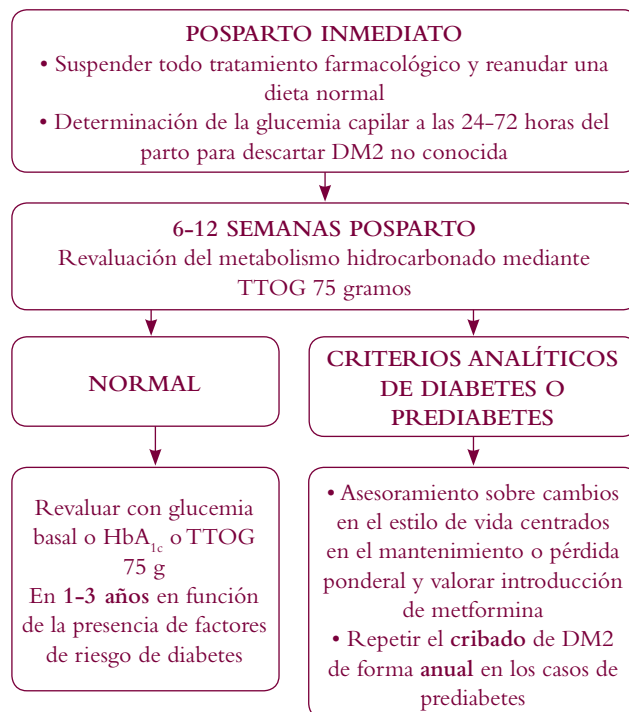 POSPARTO INMEDIATO
• Suspender todo tratamiento farmacológico y reanudar una
dieta normal
• Determinación de la glucemia capilar a las 24-72 horas del
parto para descartar DM2 no conocida
6-12 SEMANAS POSPARTO
Revaluación del metabolismo hidrocarbonado mediante
TTOG 75 gramos
NORMAL
CRITERIOS ANALÍTICOS
DE DIABETES O
PREDIABETES
Revaluar con glucemia
basal o HbA1c o TTOG
75 g
En 1-3 años en función
de la presencia de factores
de riesgo de diabetes
• Asesoramiento sobre cambios
en el estilo de vida centrados
en el mantenimiento o pérdida
ponderal y valorar introducción
de metformina
• Repetir el cribado de DM2
de forma anual en los casos de
prediabetes